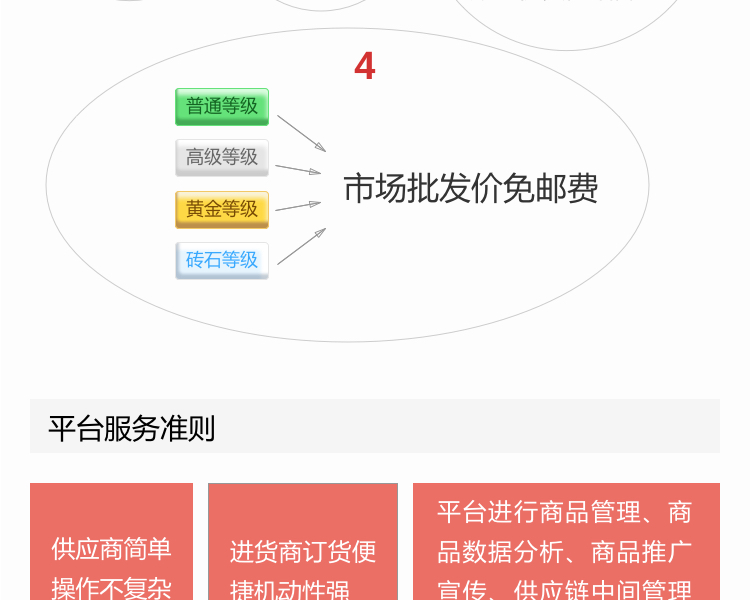 4
普通等级
高级等级
黄金等级
砖石等级
市场批发价免邮费
平台服务准则
供应商简单
操作不复杂
进货商订货便
捷机动性强
平台进行商品管理、商
品数据分析、商品推广
宣传、供应链中间管理